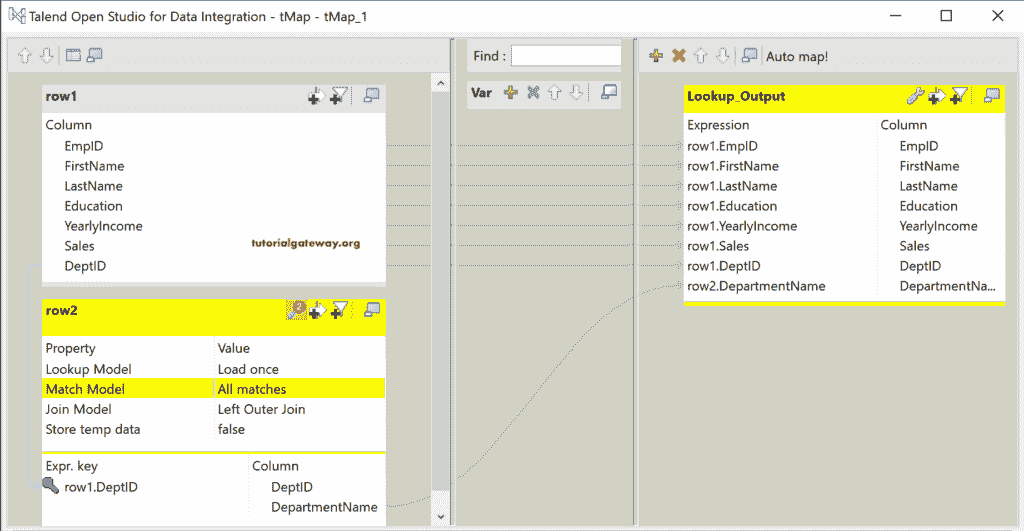 Talend Open Studio for Data Integration - tMap - tMap_1
Find :
Auto map!
row1
Column
EmpID
FirstName
LastName
Education
YearlyIncome
Sales
DeptID
tutorialgateway.org
row2
2
Property Value
Lookup Model Load once
Match Model All matches
Join Model Left Outer Join
Store temp data false
Expr. key Column
row1.DeptID DeptID
DepartmentName
Var
Lookup_Output
Expression Column
row1.EmpID EmpID
row1.FirstName FirstName
row1.LastName LastName
row1.Education Education
row1.YearlyIncome YearlyIncome
row1.Sales Sales
row1.DeptID DeptID
row2.DepartmentName DepartmentNa...